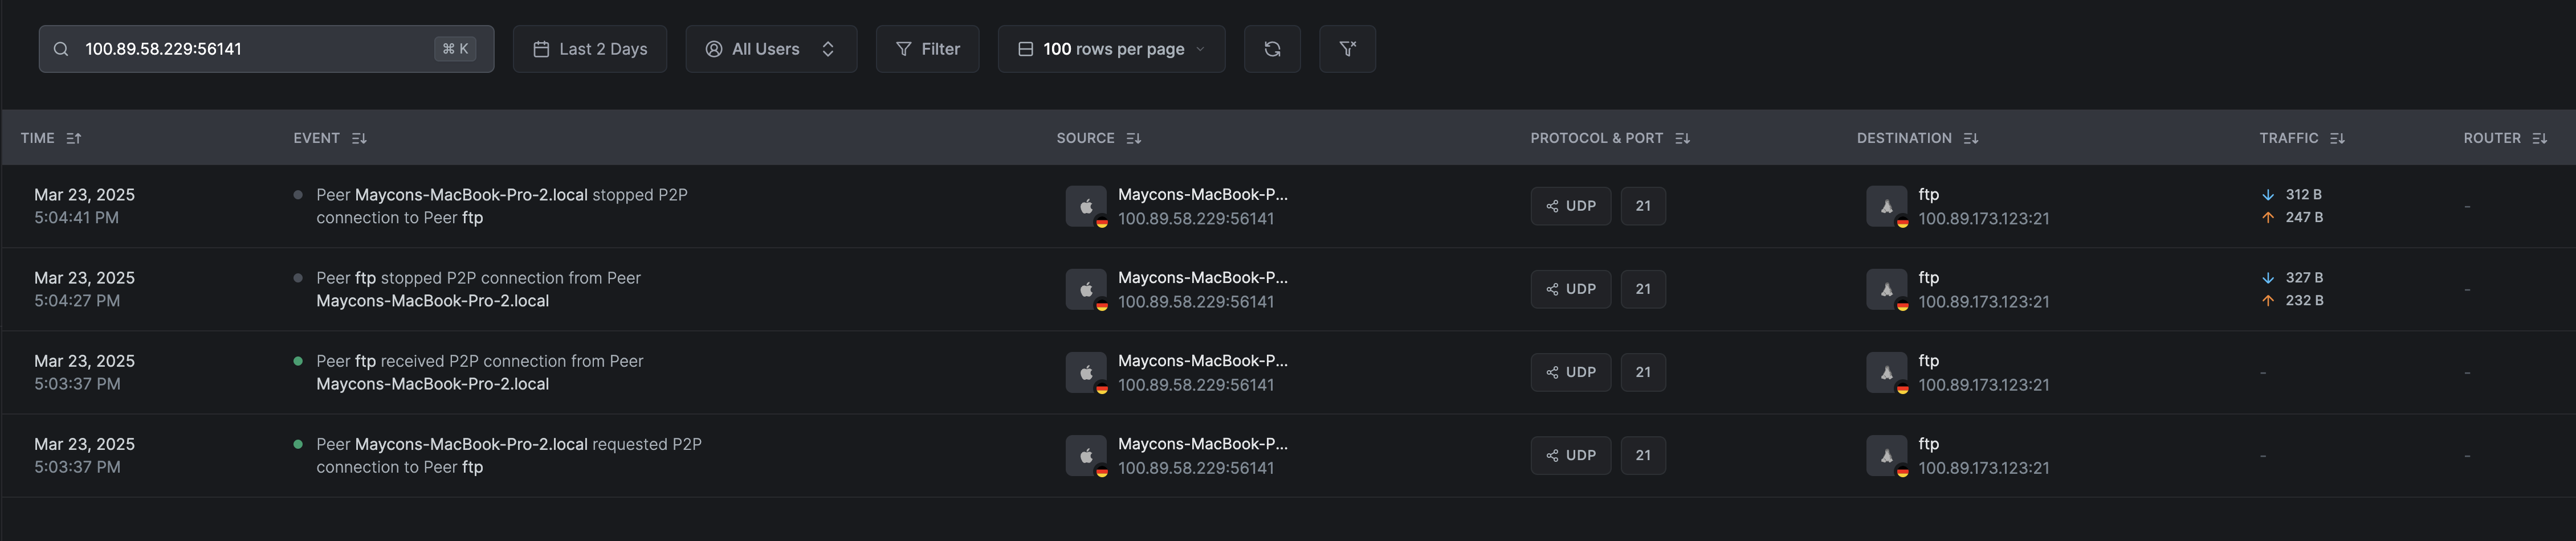 100.89.58.229:56141 ⌘ K Last 2 Days All Users Filter 100 rows per page
TIME EVENT SOURCE PROTOCOL & PORT DESTINATION TRAFFIC ROUTER
Mar 23, 2025 Peer Maycons-MacBook-Pro-2.local stopped P2P Maycons-MacBook-P... UDP 21 ftp 312 B -
5:04:41 PM connection to Peer ftp 100.89.58.229:56141 100.89.173.123:21 247 B
Mar 23, 2025 Peer ftp stopped P2P connection from Peer Maycons-MacBook-P... UDP 21 ftp 327 B -
5:04:27 PM Maycons-MacBook-Pro-2.local 100.89.58.229:56141 100.89.173.123:21 232 B
Mar 23, 2025 Peer ftp received P2P connection from Peer Maycons-MacBook-P... UDP 21 ftp - -
5:03:37 PM Maycons-MacBook-Pro-2.local 100.89.58.229:56141 100.89.173.123:21
Mar 23, 2025 Peer Maycons-MacBook-Pro-2.local requested P2P Maycons-MacBook-P... UDP 21 ftp - -
5:03:37 PM connection to Peer ftp 100.89.58.229:56141 100.89.173.123:21